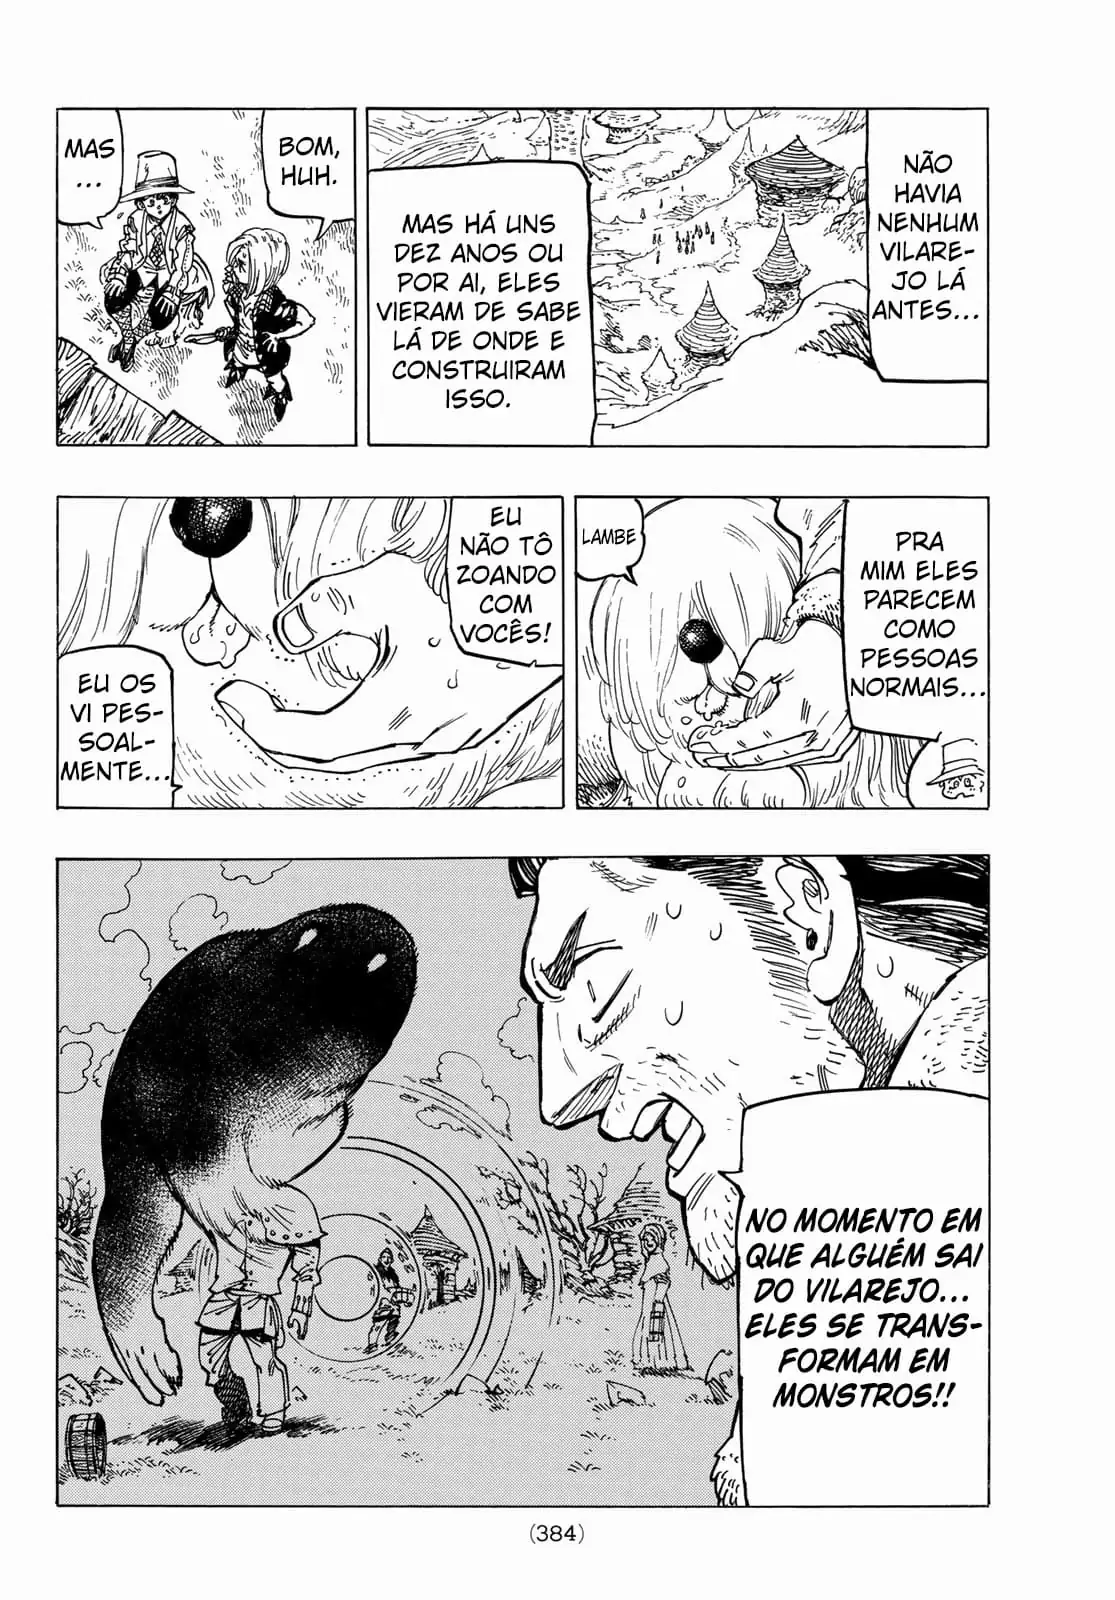 NÃO
HAVIA
NENHUM
VILARE-
JO LÁ
ANTES...
MAS HÁ UNS
DEZ ANOS OU
POR AI, ELES
VIERAM DE SABE
LÁ DE ONDE E
CONSTRUIRAM
ISSO.
BOM,
HUH.
MAS
...
PRA
MIM ELES
PARECEM
COMO
PESSOAS
NORMAIS...
LAMBE
EU
NÃO TÔ
ZOANDO
COM
VOCÊS!
EU OS
VI PES-
SOAL-
MENTE...
NO MOMENTO EM
QUE ALGUÉM SAI
DO VILAREJO...
ELES SE TRANS-
FORMAM EM
MONSTROS!!
(384)